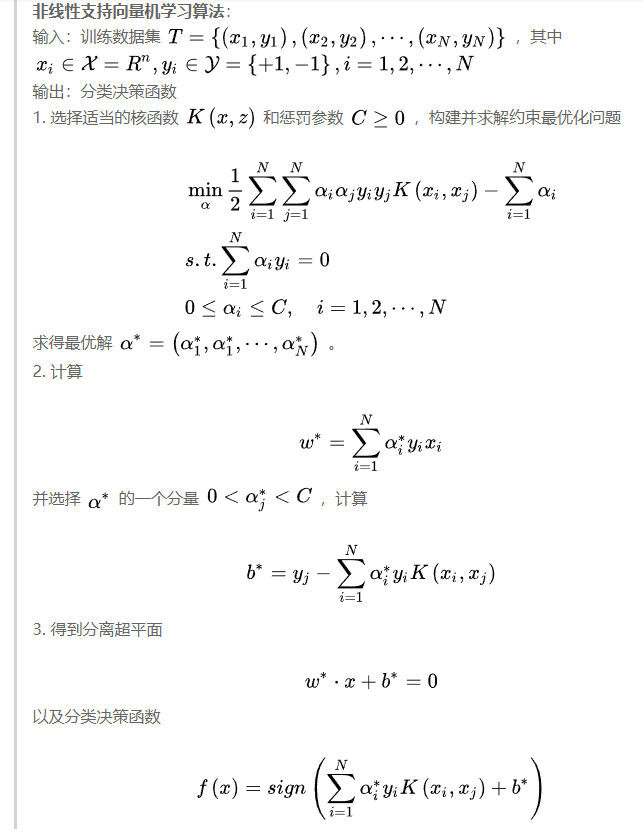 非线性支持向量机学习算法:
输入：训练数据集 $T = \{(x_1, y_1), (x_2, y_2), \cdots, (x_N, y_N)\}$ ，其中
$x_i \in \mathcal{X} = R^n, y_i \in \mathcal{Y} = \{+1, -1\}, i = 1, 2, \cdots, N$
输出：分类决策函数
1. 选择适当的核函数 $K(x, z)$ 和惩罚参数 $C \geq 0$ ，构建并求解约束最优化问题
$\min_{\alpha} \frac{1}{2} \sum_{i=1}^{N} \sum_{j=1}^{N} \alpha_i \alpha_j y_i y_j K(x_i, x_j) - \sum_{i=1}^{N} \alpha_i$
$s.t. \sum_{i=1}^{N} \alpha_i y_i = 0$
$0 \leq \alpha_i \leq C, \quad i = 1, 2, \cdots, N$
求得最优解 $\alpha^* = (\alpha_1^*, \alpha_1^*, \cdots, \alpha_N^*)$ 。
2. 计算
$w^* = \sum_{i=1}^{N} \alpha_i^* y_i x_i$
并选择 $\alpha^*$ 的一个分量 $0 < \alpha_j^* < C$ ，计算
$b^* = y_j - \sum_{i=1}^{N} \alpha_i^* y_i K(x_i, x_j)$
3. 得到分离超平面
$w^* \cdot x + b^* = 0$
以及分类决策函数
$f(x) = sign\left(\sum_{i=1}^{N} \alpha_i^* y_i K(x_i, x_j) + b^*\right)$